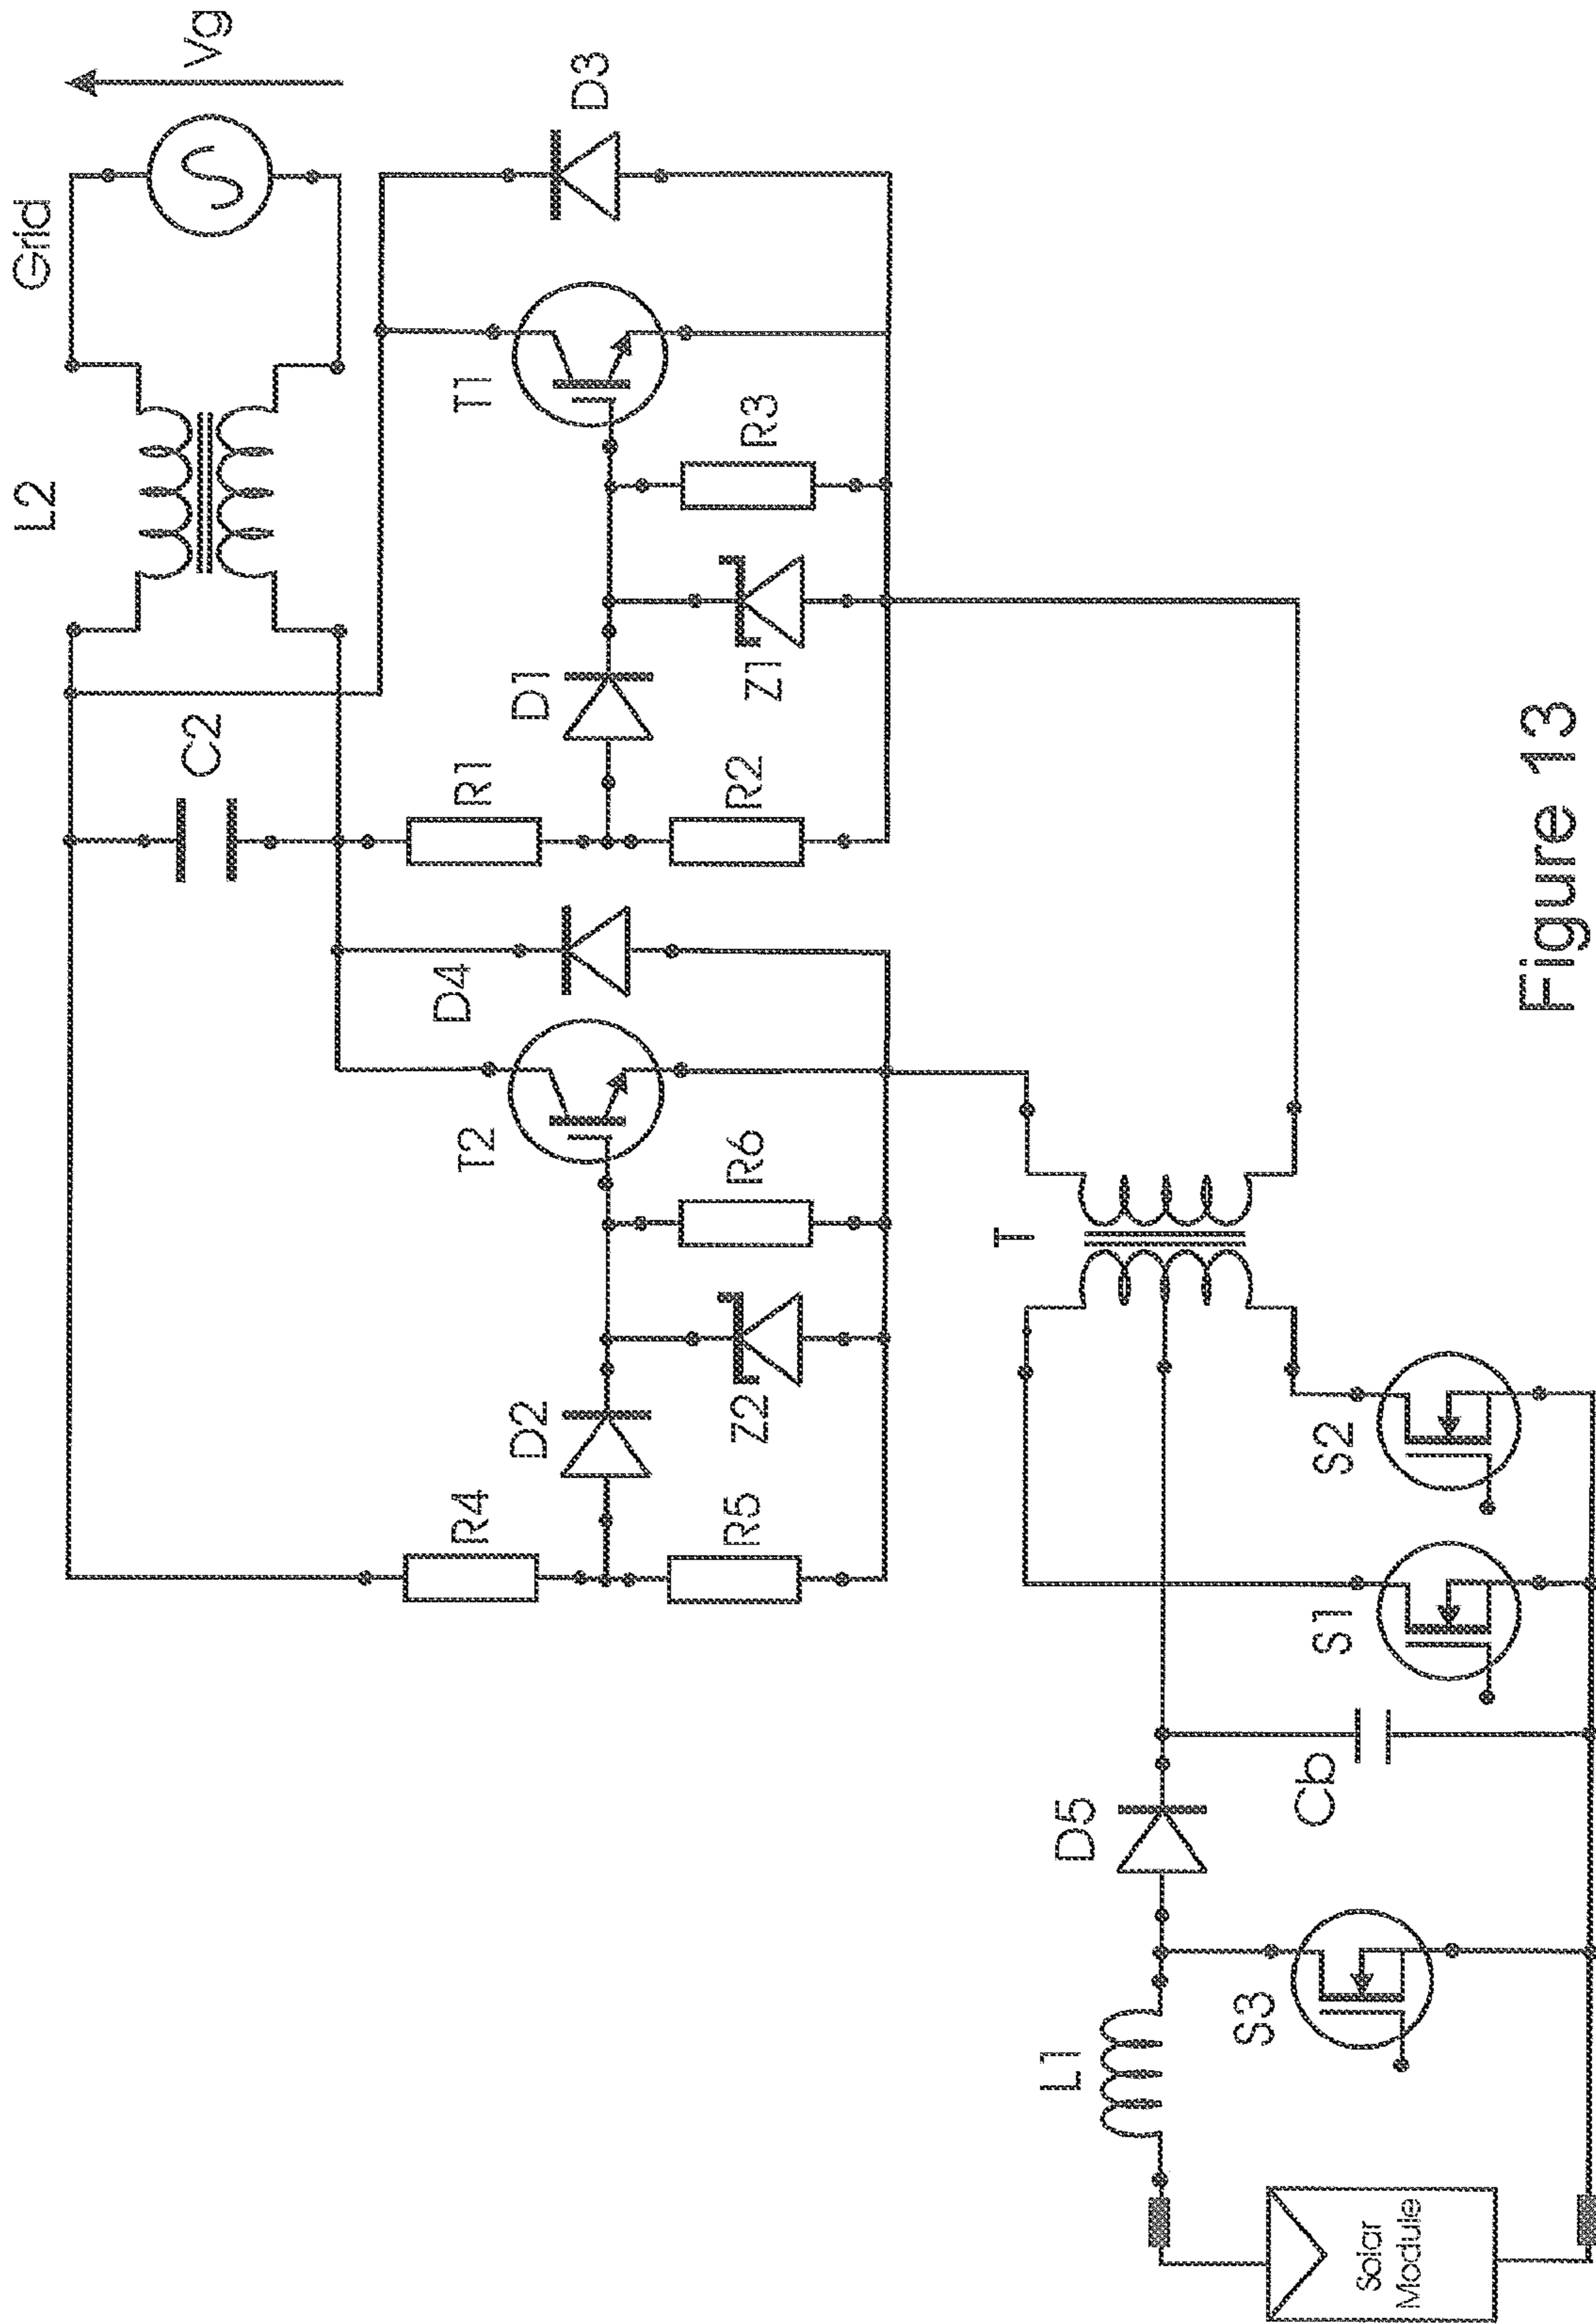 Grid
Vg
L2
C2
D3
T1
R3
D1
Z1
R1
R2
D4
T2
R6
D2
Z2
R4
R5
T
S2
S1
D5
Cb
L1
S3
Solar
Module
Figure 13